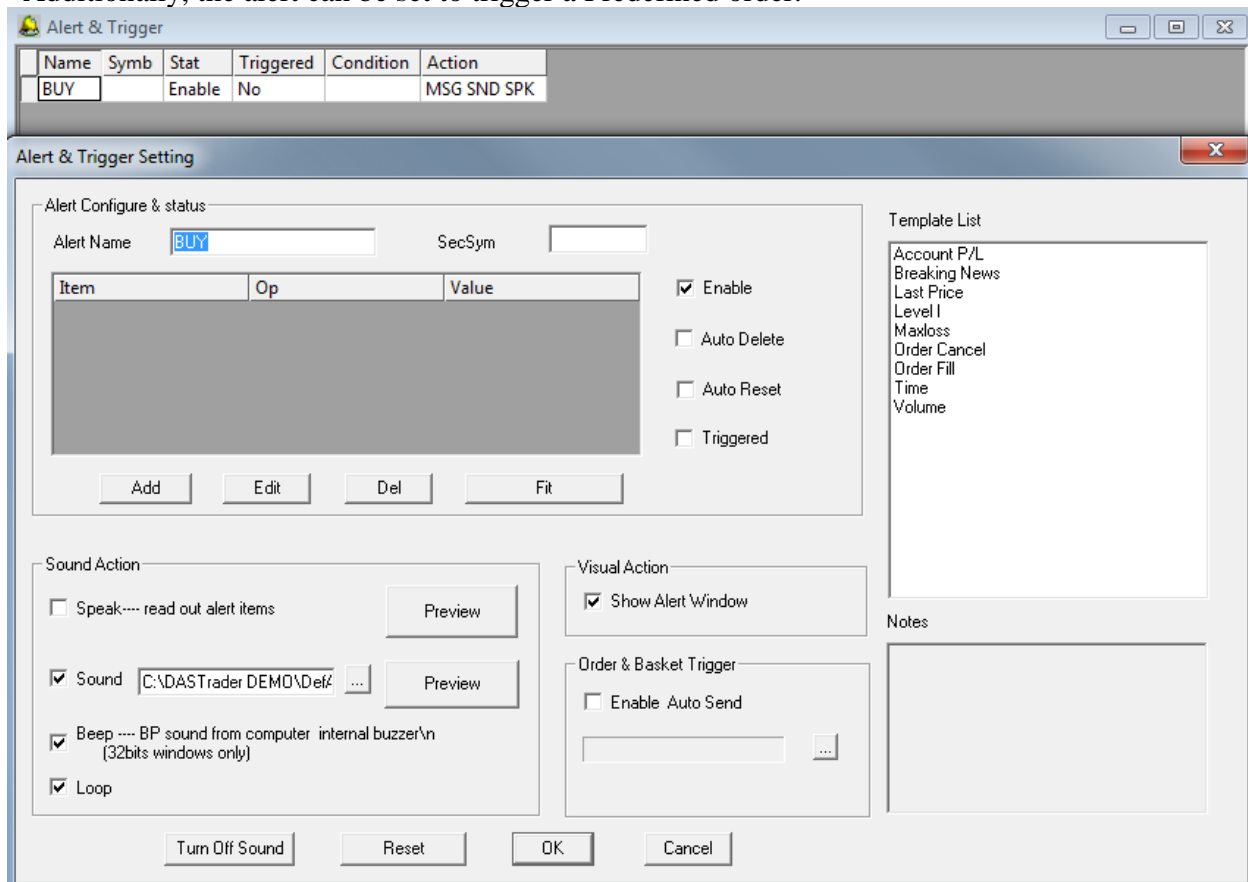 Additionally, the alert can be set to trigger a Predefined order.
Alert & Trigger
Name Symb Stat Triggered Condition Action
BUY Enable No MSG SND SPK
Alert & Trigger Setting
Alert Configure & status
Alert Name BUY SecSym
Item Op Value
Enable
Auto Delete
Auto Reset
Triggered
Add Edit Del Fit
Template List
Account P/L
Breaking News
Last Price
Level I
Maxloss
Order Cancel
Order Fill
Time
Volume
Sound Action
Speak---- read out alert items Preview
Sound C:\DASTrader DEMO\DefA ... Preview
Beep ---- BP sound from computer internal buzzer\n
(32bits windows only)
Loop
Visual Action
Show Alert Window
Order & Basket Trigger
Enable Auto Send
...
Notes
Turn Off Sound Reset OK Cancel